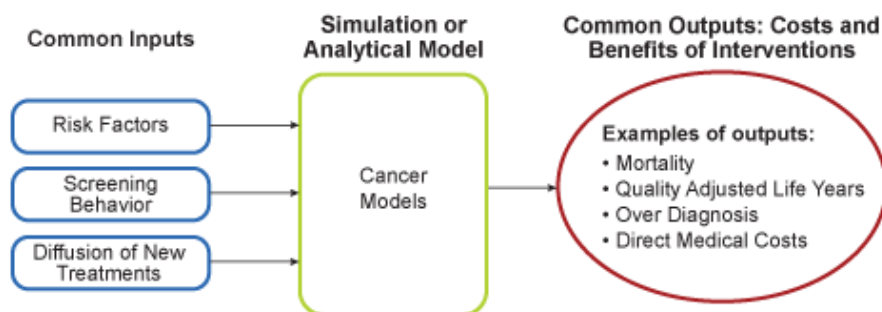 Common Inputs
Simulation or
Analytical Model
Common Outputs: Costs and
Benefits of Interventions
Risk Factors
Screening
Behavior
Diffusion of New
Treatments
Cancer
Models
Examples of outputs:
• Mortality
• Quality Adjusted Life Years
• Over Diagnosis
• Direct Medical Costs